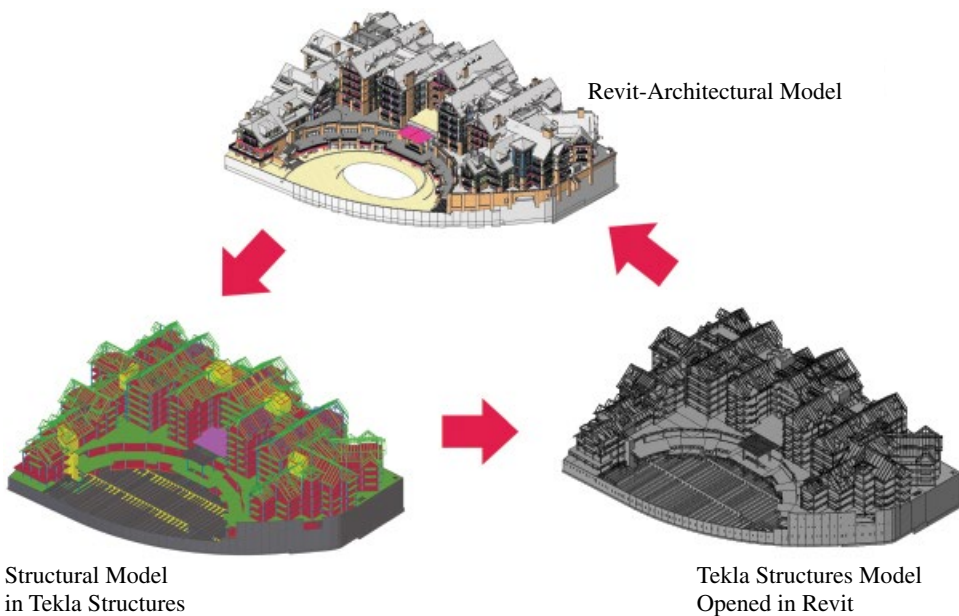 Revit-Architectural Model
Structural Model
in Tekla Structures
Tekla Structures Model
Opened in Revit